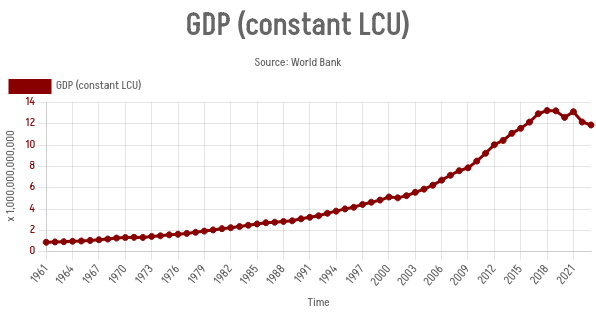 GDP (constant LCU)
Source: World Bank
GDP (constant LCU)
14
12
10
8
6
4
2
0
x 1,000,000,000,000
1961 1964 1967 1970 1973 1976 1979 1982 1985 1988 1991 1994 1997 2000 2003 2006 2009 2012 2015 2018 2021
Time